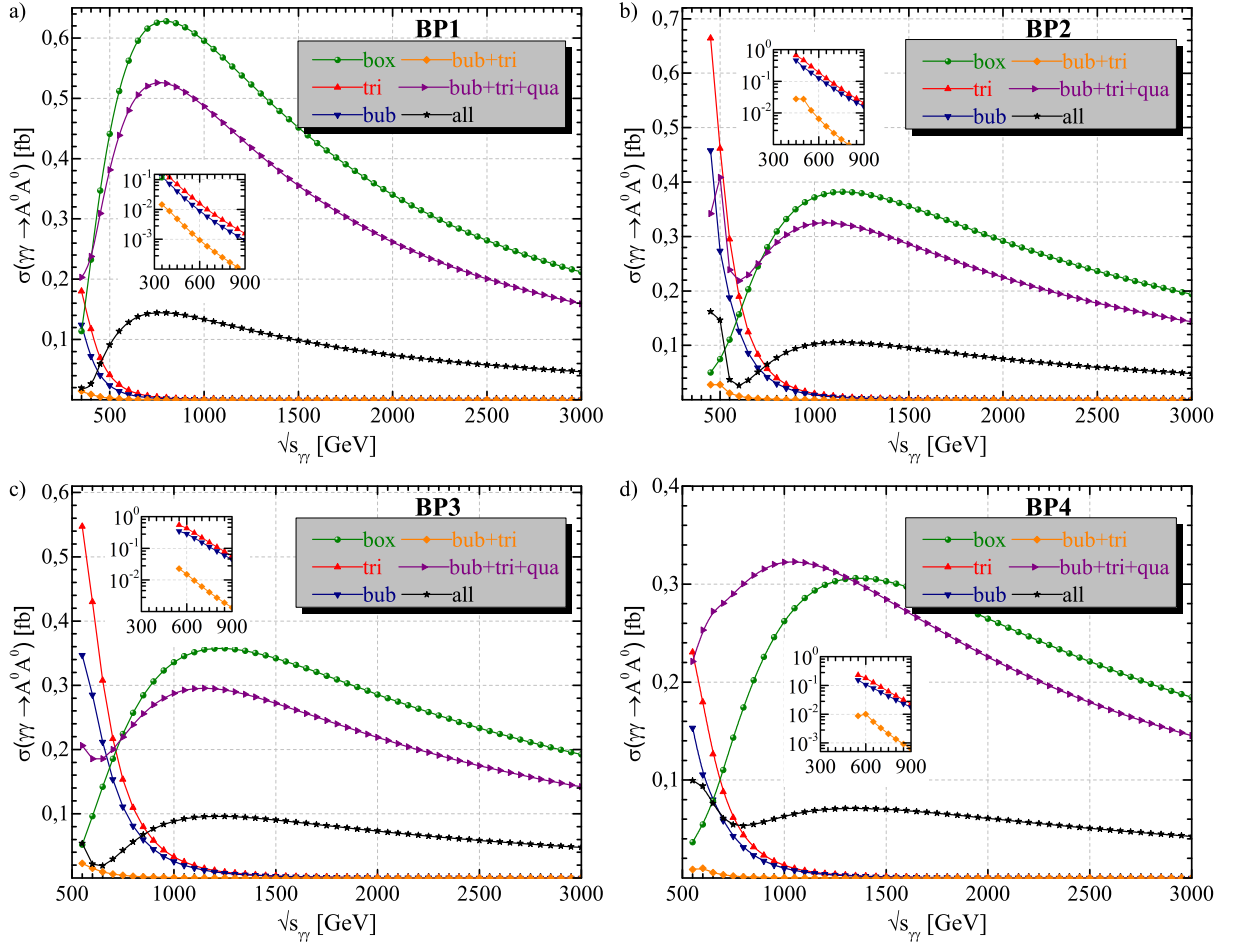 a)
BP1
box
bub+tri
tri
bub+tri+qua
bub
all
σ(γγ →A⁰A⁰) [fb]
0,6
0,5
0,4
0,3
0,2
0,1
10⁻¹
10⁻²
10⁻³
300 600 900
500 1000 1500 2000 2500 3000
√sγγ [GeV]
b)
BP2
box
bub+tri
tri
bub+tri+qua
bub
all
σ(γγ →A⁰A⁰) [fb]
0,7
0,6
0,5
0,4
0,3
0,2
0,1
10⁰
10⁻¹
10⁻²
300 600 900
500 1000 1500 2000 2500 3000
√sγγ [GeV]
c)
BP3
box
bub+tri
tri
bub+tri+qua
bub
all
σ(γγ →A⁰A⁰) [fb]
0,6
0,5
0,4
0,3
0,2
0,1
10⁰
10⁻¹
10⁻²
300 600 900
500 1000 1500 2000 2500 3000
√sγγ [GeV]
d)
BP4
box
bub+tri
tri
bub+tri+qua
bub
all
σ(γγ →A⁰A⁰) [fb]
0,4
0,3
0,2
0,1
10⁰
10⁻¹
10⁻²
10⁻³
300 600 900
500 1000 1500 2000 2500 3000
√sγγ [GeV]